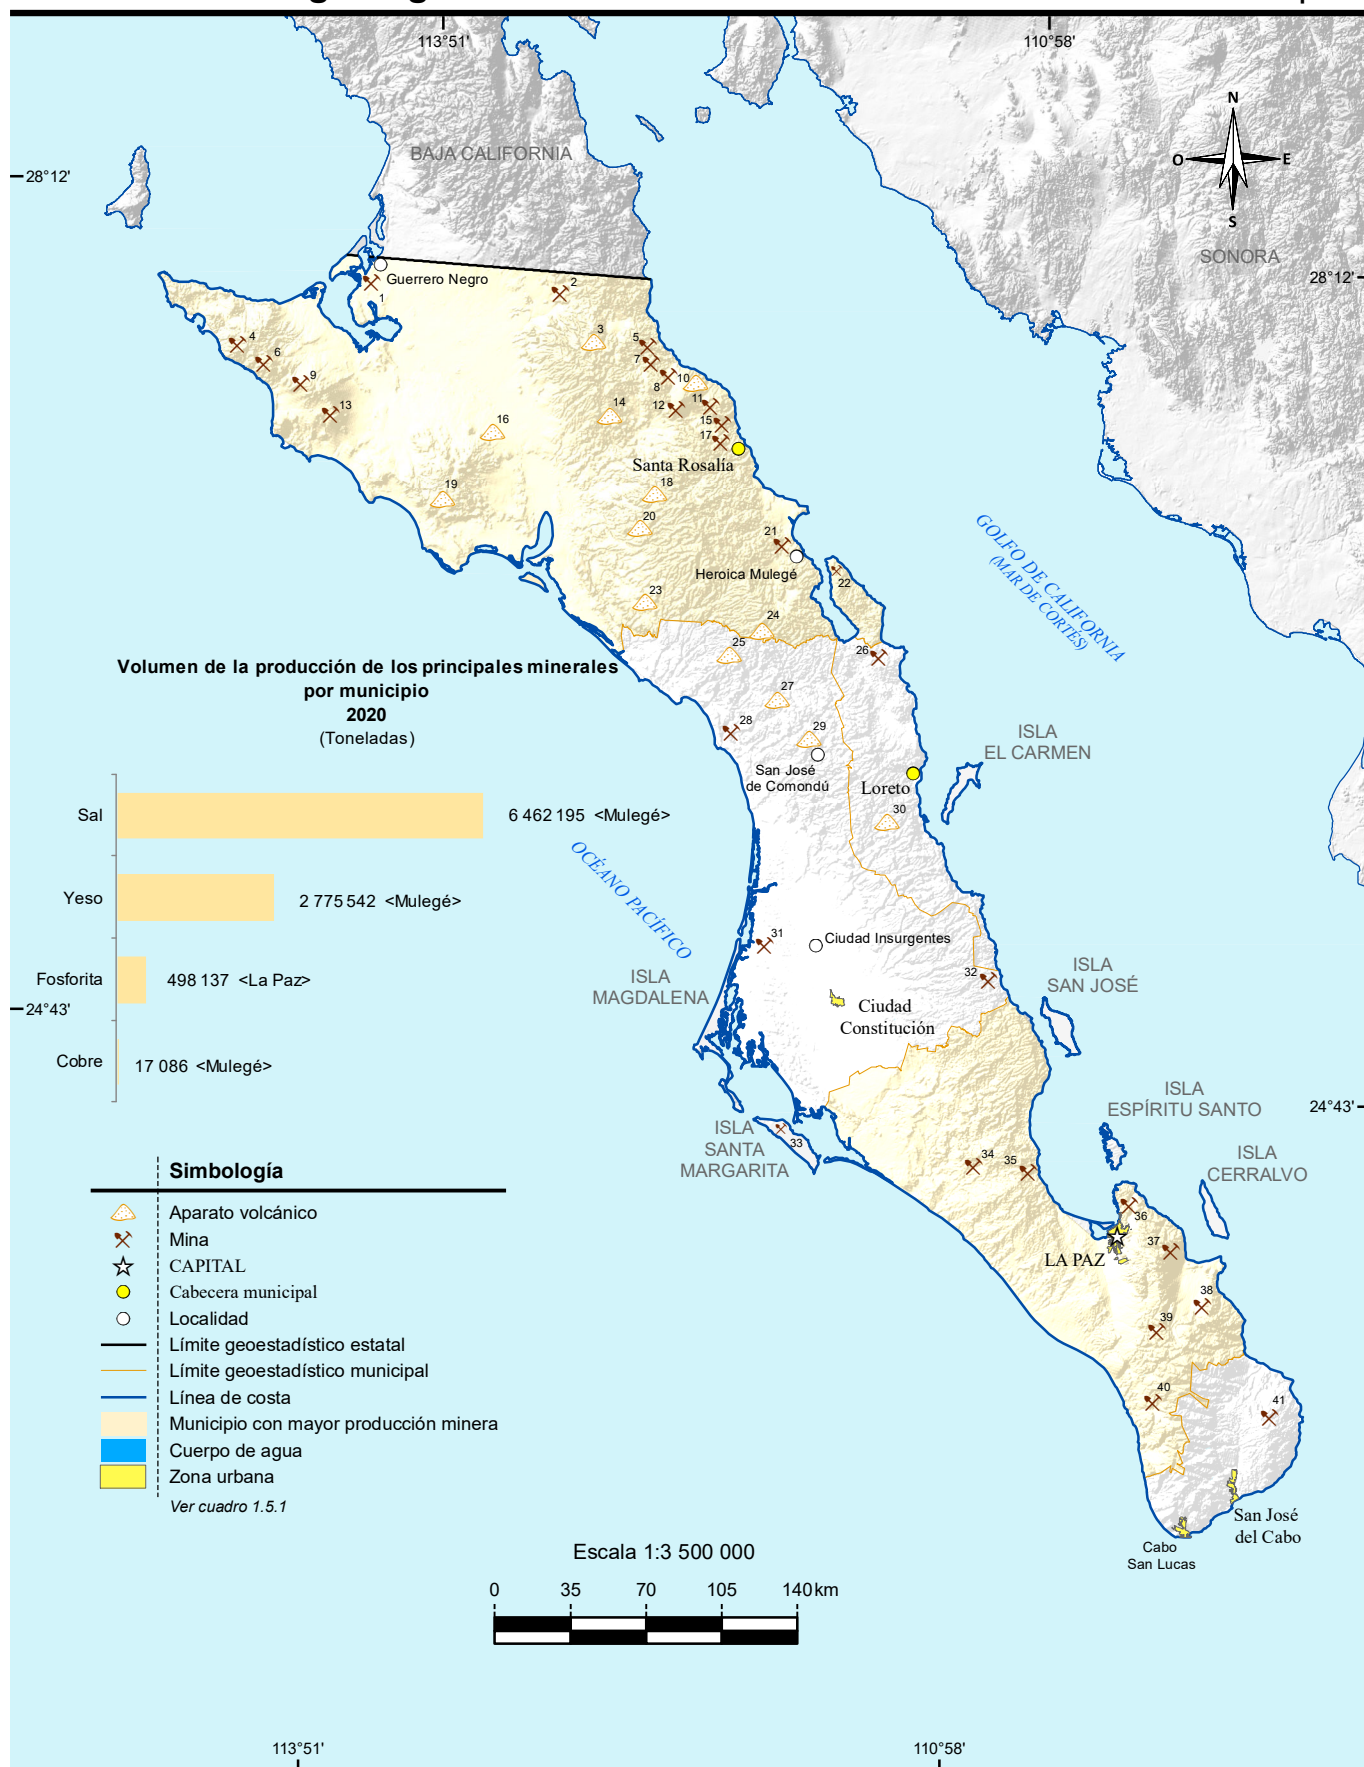 113°51'
110°58'
N
O
E
S
BAJA CALIFORNIA
28°12'
SONORA
28°12'
Guerrero Negro
1
2
3
4
5
6
7
8
9
10
11
12
13
14
15
16
17
Santa Rosalía
18
19
20
21
Heroica Mulegé
22
23
24
25
26
27
28
29
San José
de Comondú
GOLFO DE CALIFORNIA
(MAR DE CORTÉS)
ISLA
EL CARMEN
Loreto
30
Volumen de la producción de los principales minerales
por municipio
2020
(Toneladas)
Sal
6 462 195 <Mulegé>
Yeso
2 775 542 <Mulegé>
Fosforita
498 137 <La Paz>
Cobre
17 086 <Mulegé>
OCÉANO PACÍFICO
31
Ciudad Insurgentes
ISLA
MAGDALENA
32
ISLA
SAN JOSÉ
Ciudad
Constitución
24°43'
24°43'
ISLA
ESPÍRITU SANTO
ISLA
SANTA
MARGARITA
33
34
35
ISLA
CERRALVO
36
37
LA PAZ
38
39
40
41
San José
del Cabo
Cabo
San Lucas
Simbología
Aparato volcánico
Mina
CAPITAL
Cabecera municipal
Localidad
Límite geoestadístico estatal
Límite geoestadístico municipal
Línea de costa
Municipio con mayor producción minera
Cuerpo de agua
Zona urbana
Ver cuadro 1.5.1
Escala 1:3 500 000
0 35 70 105 140 km
113°51'
110°58'